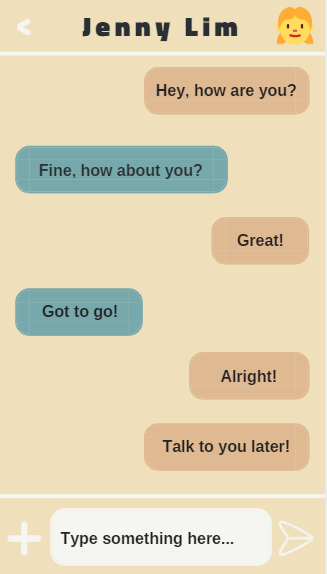 Jenny Lim
Hey, how are you?
Fine, how about you?
Great!
Got to go!
Alright!
Talk to you later!
Type something here...